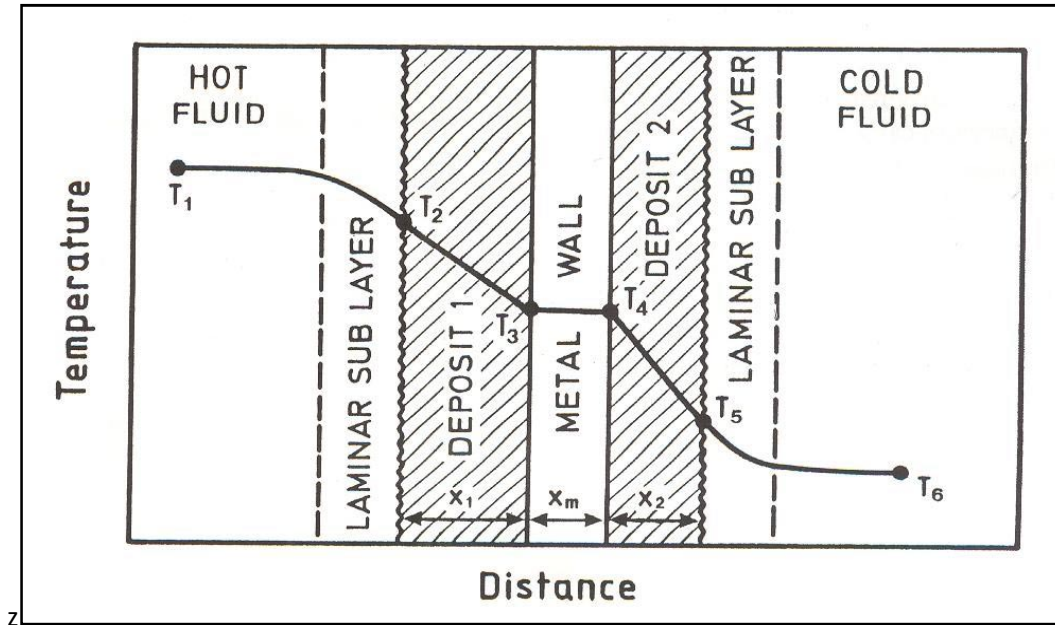 HOT
FLUID
COLD
FLUID
T1
T2
T3
T4
T5
T6
LAMINAR SUB LAYER
DEPOSIT 1
METAL WALL
DEPOSIT 2
LAMINAR SUB LAYER
x1
xm
x2
Temperature
Distance
z